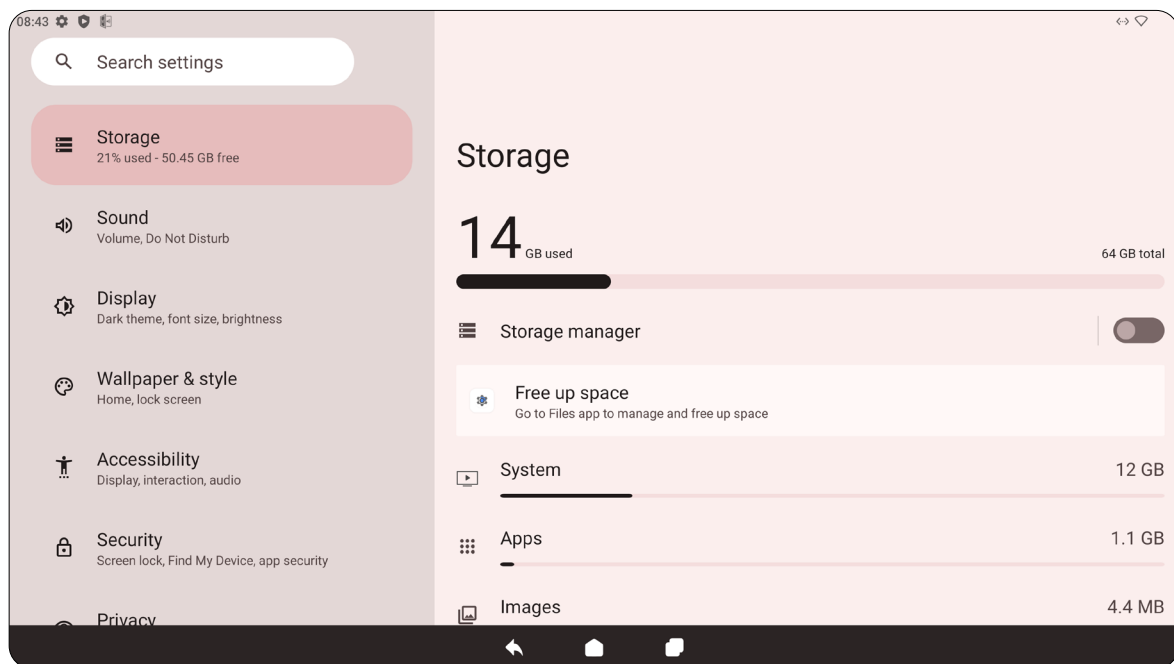 08:43
Search settings
Storage
21% used - 50.45 GB free
Sound
Volume, Do Not Disturb
Display
Dark theme, font size, brightness
Wallpaper & style
Home, lock screen
Accessibility
Display, interaction, audio
Security
Screen lock, Find My Device, app security
Privacy
Storage
14 GB used
64 GB total
Storage manager
Free up space
Go to Files app to manage and free up space
System
12 GB
Apps
1.1 GB
Images
4.4 MB